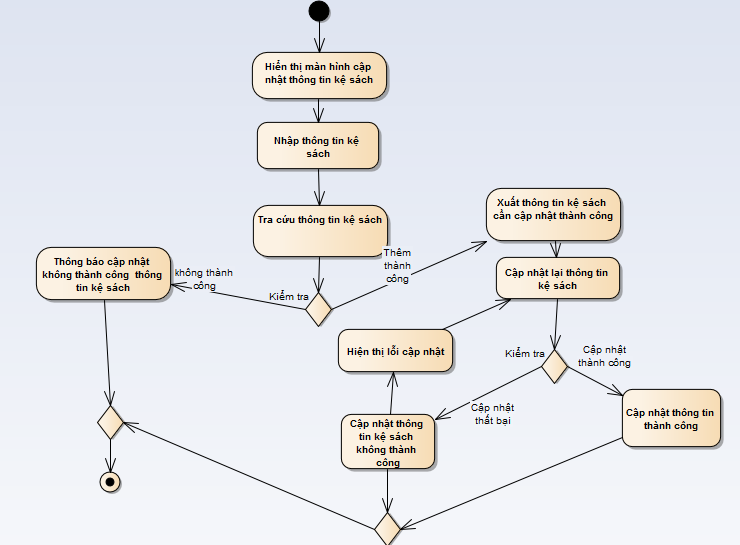 Hiển thị màn hình cập
nhật thông tin kệ sách
Nhập thông tin kệ
sách
Tra cứu thông tin kệ sách
Xuất thông tin kệ sách
cần cập nhật thành công
Thông báo cập nhật
không thành công thông
tin kệ sách
không thành
công
Thêm
thành
công
Kiểm tra
Cập nhật lại thông tin
kệ sách
Hiện thị lỗi cập nhật
Kiểm tra
Cập nhật
thành công
Cập nhật
thất bại
Cập nhật thông tin
thành công
Cập nhật thông
tin kệ sách
không thành
công